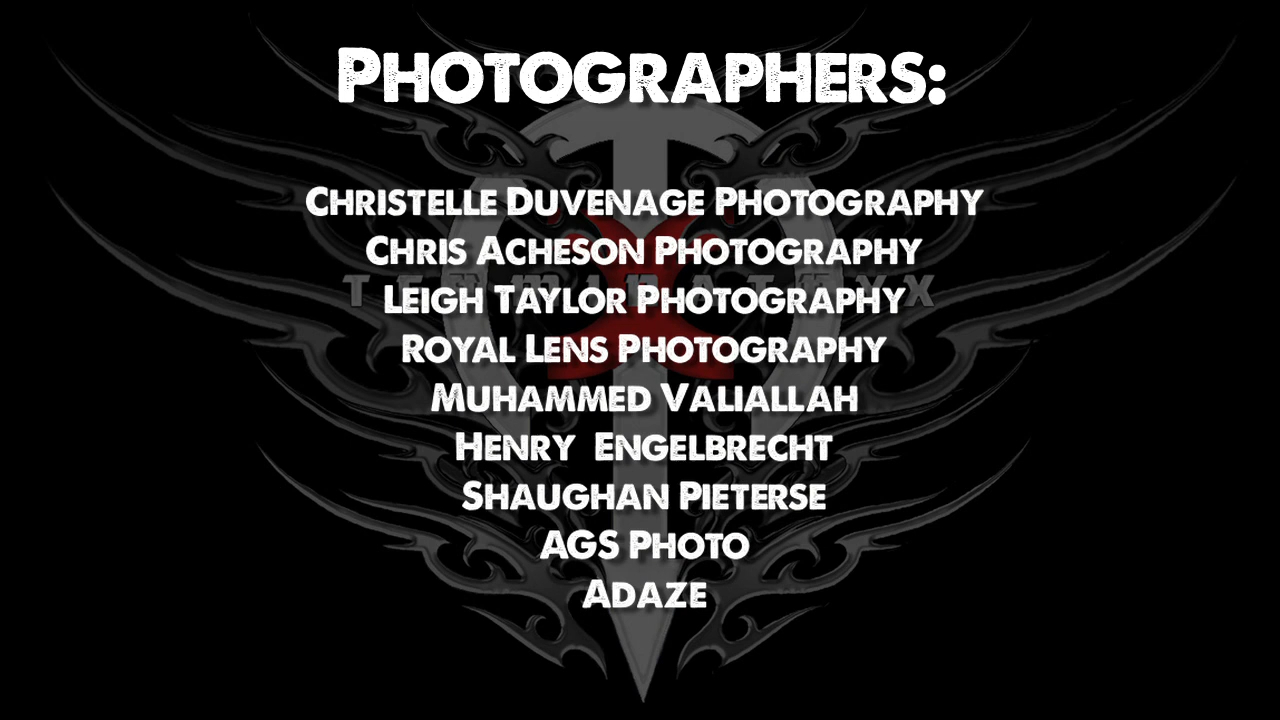 Photographers:
Christelle Duvenage Photography
Chris Acheson Photography
Leigh Taylor Photography
Royal Lens Photography
Muhammed Valiallah
Henry Engelbrecht
Shaughan Pieterse
AGS Photo
Adaze